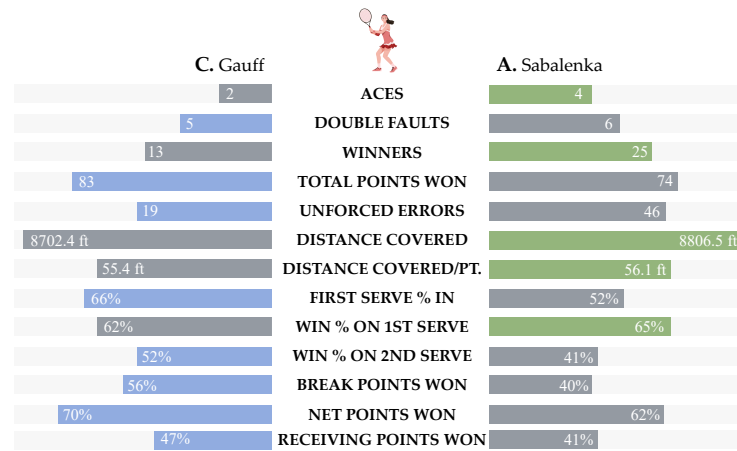 C. Gauff A. Sabalenka
2 ACES 4
5 DOUBLE FAULTS 6
13 WINNERS 25
83 TOTAL POINTS WON 74
19 UNFORCED ERRORS 46
8702.4 ft DISTANCE COVERED 8806.5 ft
55.4 ft DISTANCE COVERED/PT. 56.1 ft
66% FIRST SERVE % IN 52%
62% WIN % ON 1ST SERVE 65%
52% WIN % ON 2ND SERVE 41%
56% BREAK POINTS WON 40%
70% NET POINTS WON 62%
47% RECEIVING POINTS WON 41%